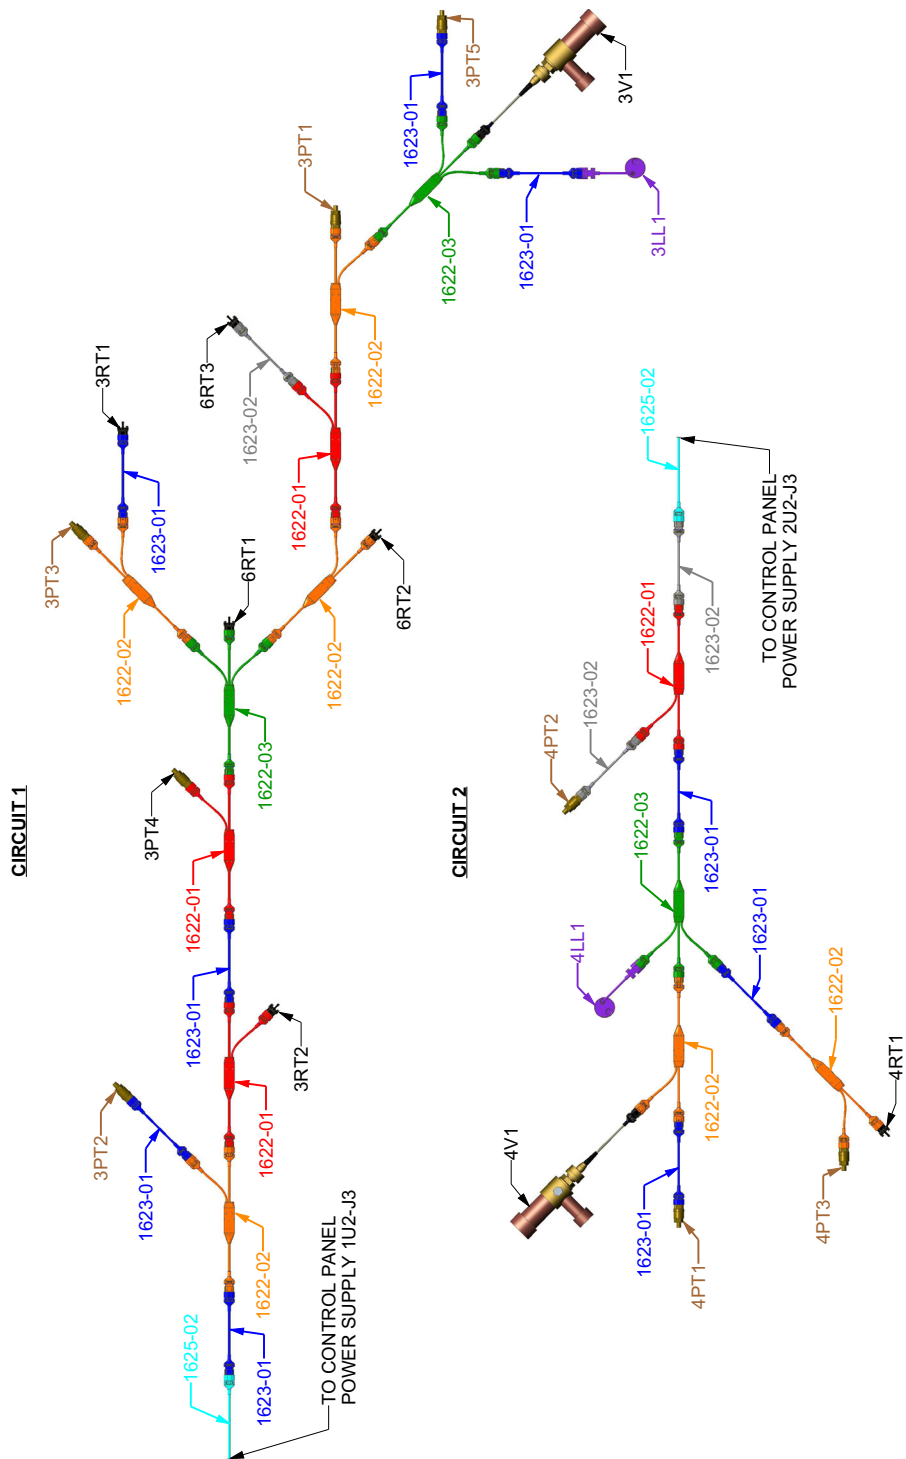 CIRCUIT 1
TO CONTROL PANEL
POWER SUPPLY 1U2-J3
1625-02
1623-01
1622-02
1623-01
3PT2
1622-01
3RT2
1623-01
1622-01
3PT4
1622-03
6RT1
1622-02
3PT3
1623-01
3RT1
1622-02
6RT2
1622-01
1623-02
6RT3
1622-02
3PT1
1622-03
1623-01
3PT5
3V1
1623-01
3LL1
CIRCUIT 2
4V1
1623-01
4PT1
1622-02
4LL1
1622-03
1623-01
1622-02
4PT3
4RT1
1623-01
1622-01
1623-02
4PT2
1623-02
1625-02
TO CONTROL PANEL
POWER SUPPLY 2U2-J3